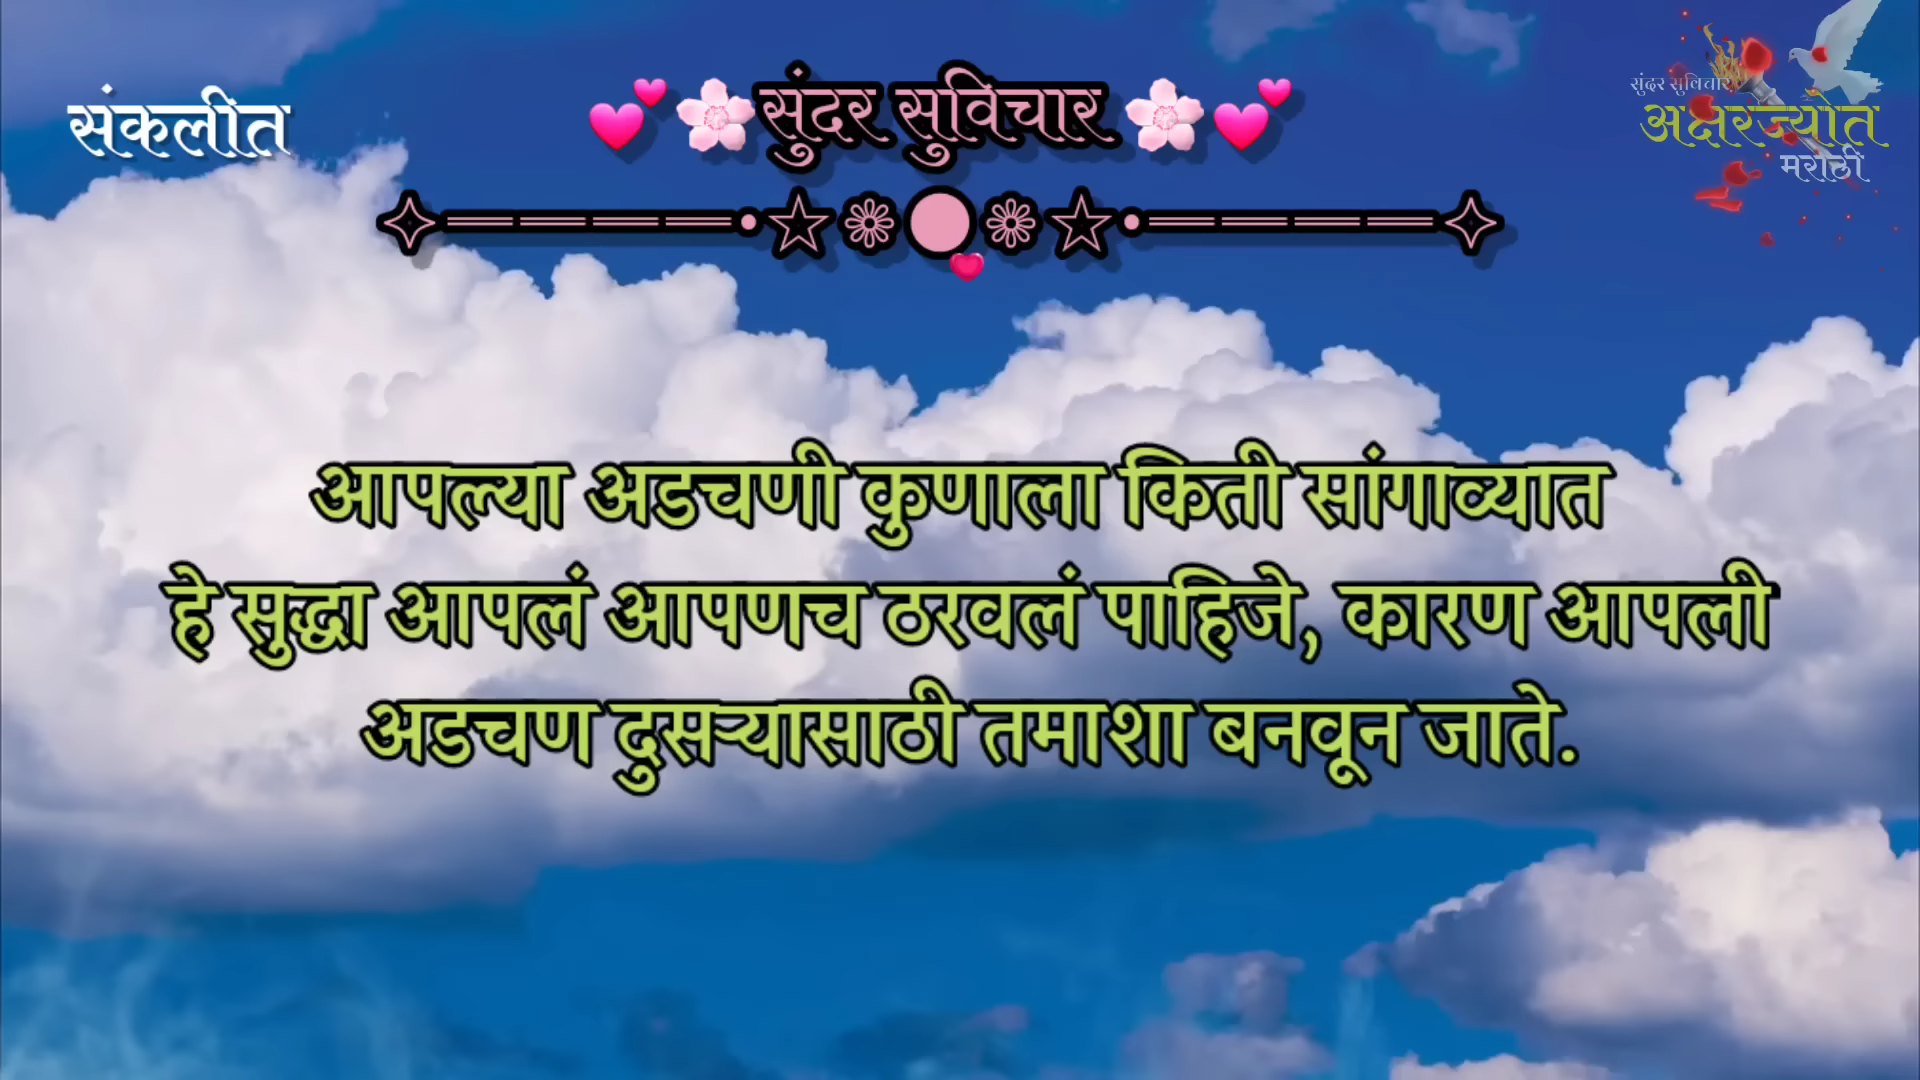 संकलीत
💕🌸सुंदर सुविचार 🌸💕
सुंदर सुविचार
अक्षरज्योत
मराठी
आपल्या अडचणी कुणाला किती सांगाव्यात
हे सुद्धा आपलं आपणच ठरवलं पाहिजे, कारण आपली
अडचण दुसऱ्यासाठी तमाशा बनवून जाते.